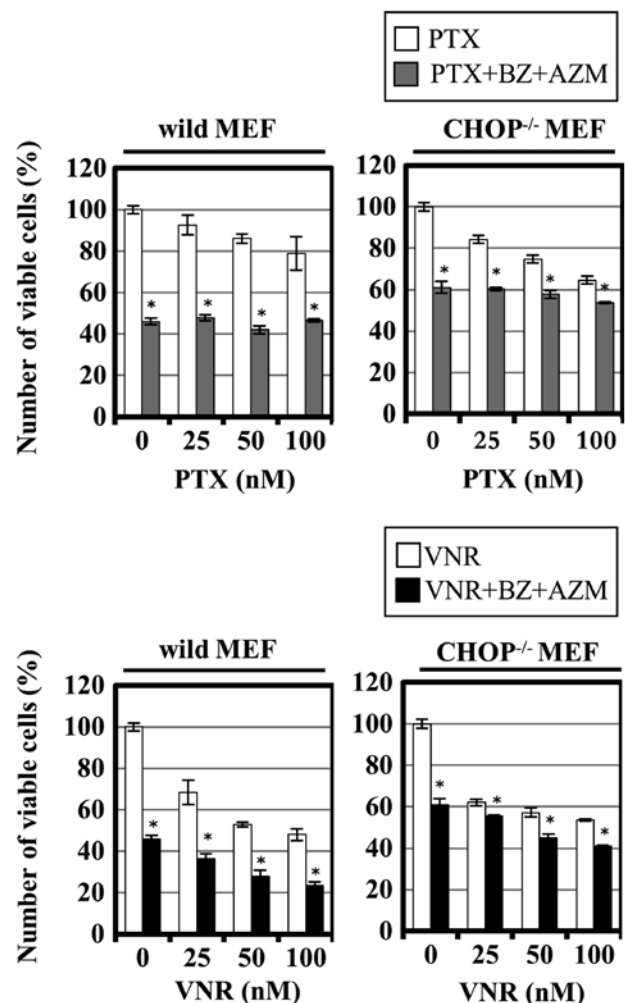 PTX
PTX+BZ+AZM
wild MEF
CHOP-/- MEF
Number of viable cells (%)
120
100
80
60
40
20
0
* * * *
0 25 50 100
PTX (nM)
120
100
80
60
40
20
0
* * * *
0 25 50 100
PTX (nM)
VNR
VNR+BZ+AZM
wild MEF
CHOP-/- MEF
Number of viable cells (%)
120
100
80
60
40
20
0
* * * *
0 25 50 100
VNR (nM)
120
100
80
60
40
20
0
* * * *
0 25 50 100
VNR (nM)